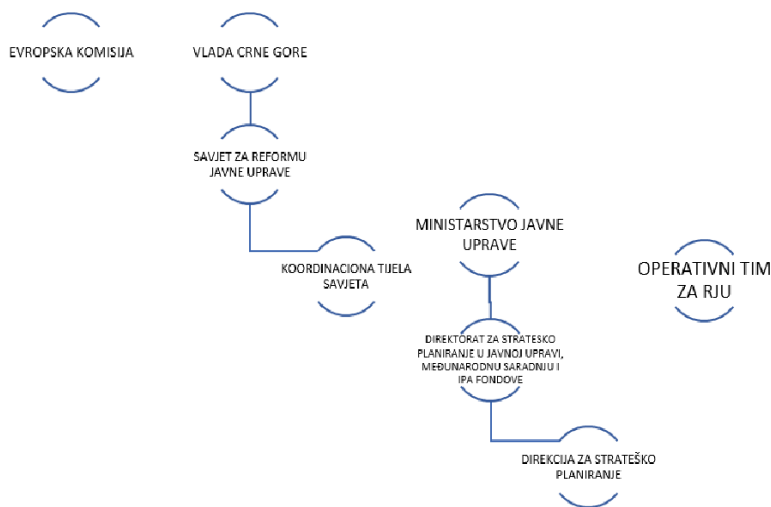 EVROPSKA KOMISIJA
VLADA CRNE GORE
SAVJET ZA REFORMU
JAVNE UPRAVE
KOORDINACIONA TIJELA
SAVJETA
MINISTARSTVO JAVNE
UPRAVE
DIREKTORAT ZA STRATESKO
PLANIRANJE U JAVNOJ UPRAVI,
MEĐUNARODNU SARADNJU I
IPA FONDOVE
DIREKCIJA ZA STRATEŠKO
PLANIRANJE
OPERATIVNI TIM
ZA RJU